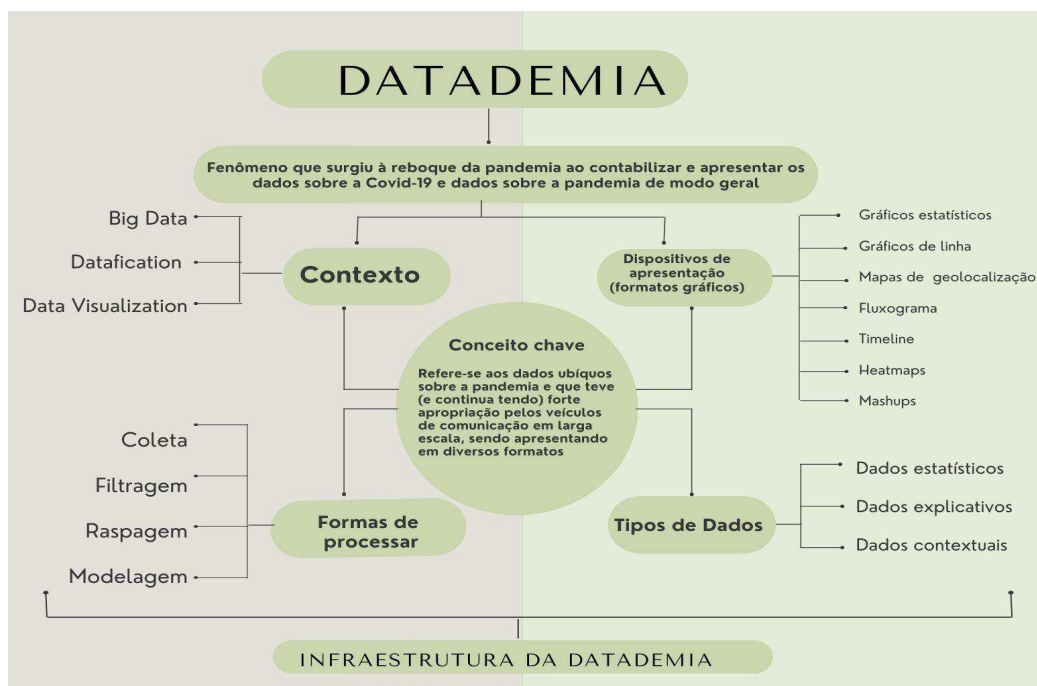 DATADEMIA
Fenômeno que surgiu à reboque da pandemia ao contabilizar e apresentar os
dados sobre a Covid-19 e dados sobre a pandemia de modo geral
Big Data
Datafication
Data Visualization
Contexto
Dispositivos de
apresentação
(formatos gráficos)
Gráficos estatísticos
Gráficos de linha
Mapas de geolocalização
Fluxograma
Timeline
Heatmaps
Mashups
Conceito chave
Refere-se aos dados ubíquos
sobre a pandemia e que teve
(e continua tendo) forte
apropriação pelos veículos
de comunicação em larga
escala, sendo apresentando
em diversos formatos
Coleta
Filtragem
Raspagem
Modelagem
Formas de
processar
Tipos de Dados
Dados estatísticos
Dados explicativos
Dados contextuais
INFRAESTRUTURA DA DATADEMIA